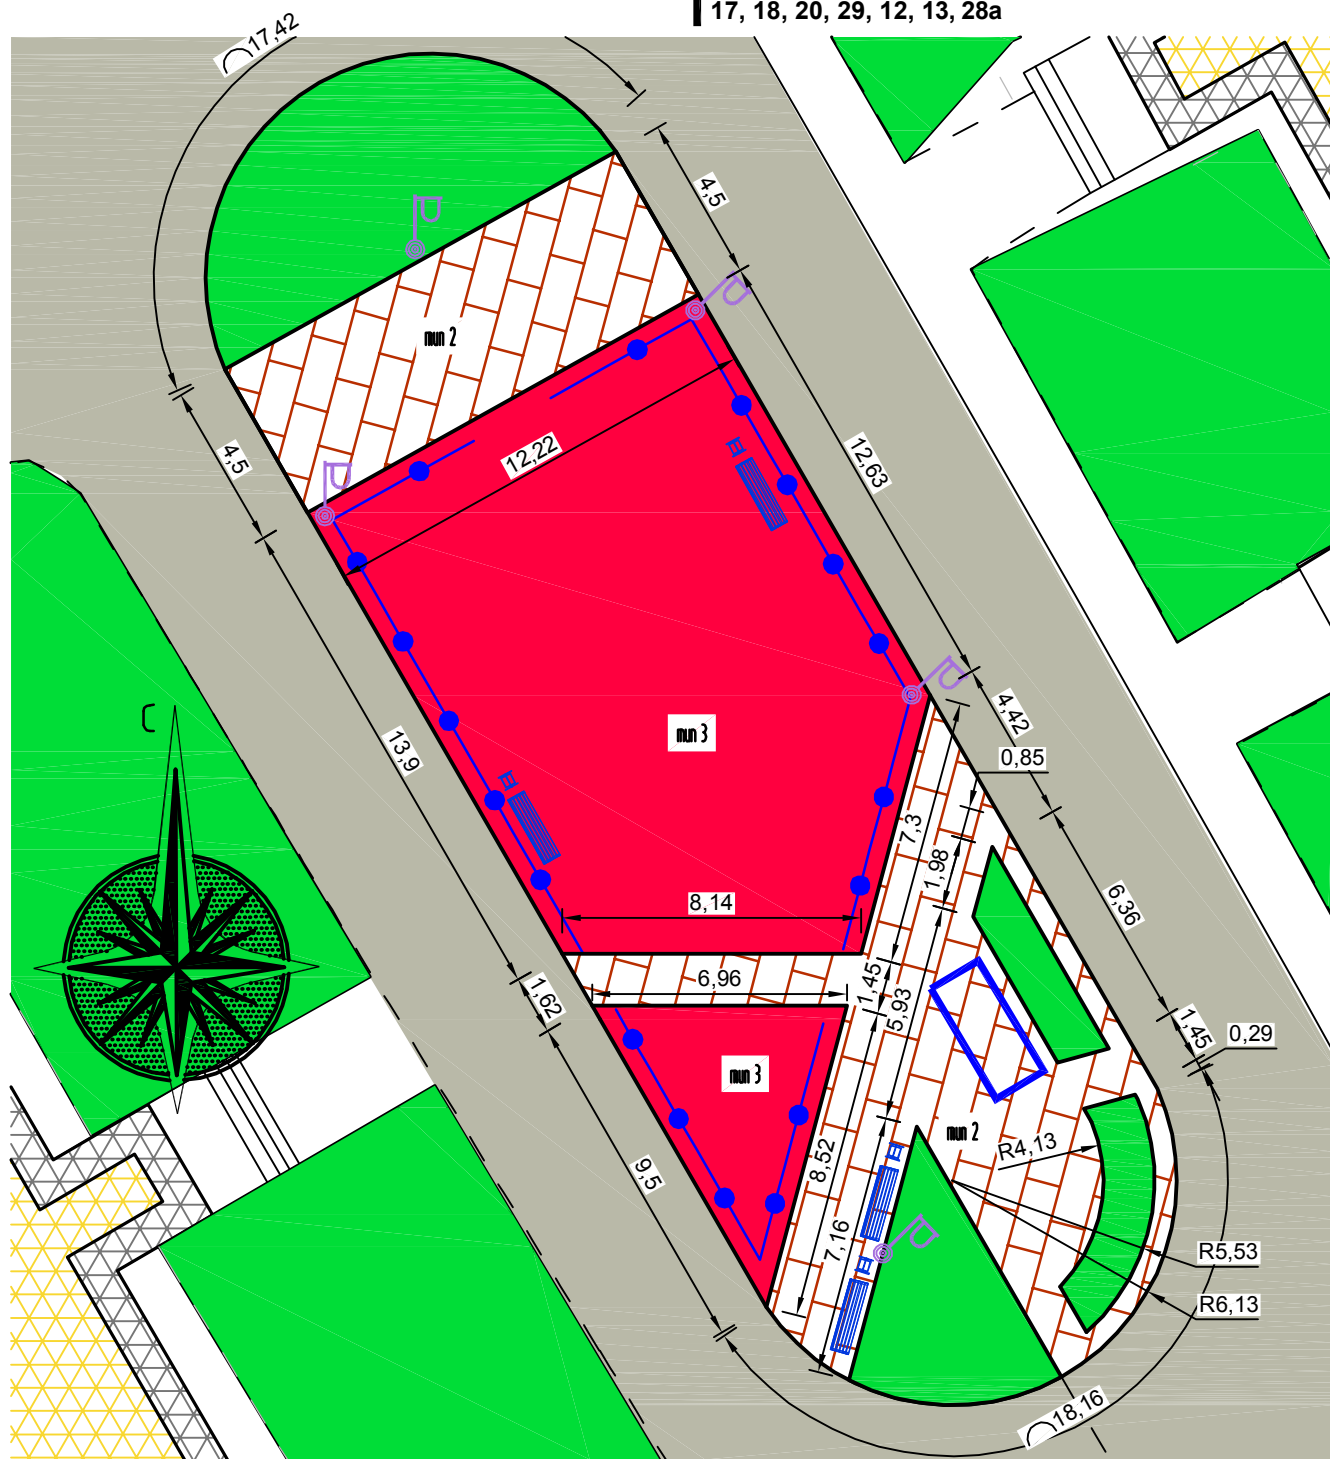 17, 18, 20, 29, 12, 13, 28а
17,42
4,5
тип 2
4,5
12,22
12,63
тип 3
С
13,9
4,42
0,85
7,3
1,98
8,14
6,36
6,96
1,45
5,93
1,62
1,45
0,29
тип 3
тип 2
R4,13
8,52
9,5
7,16
R5,53
R6,13
18,16